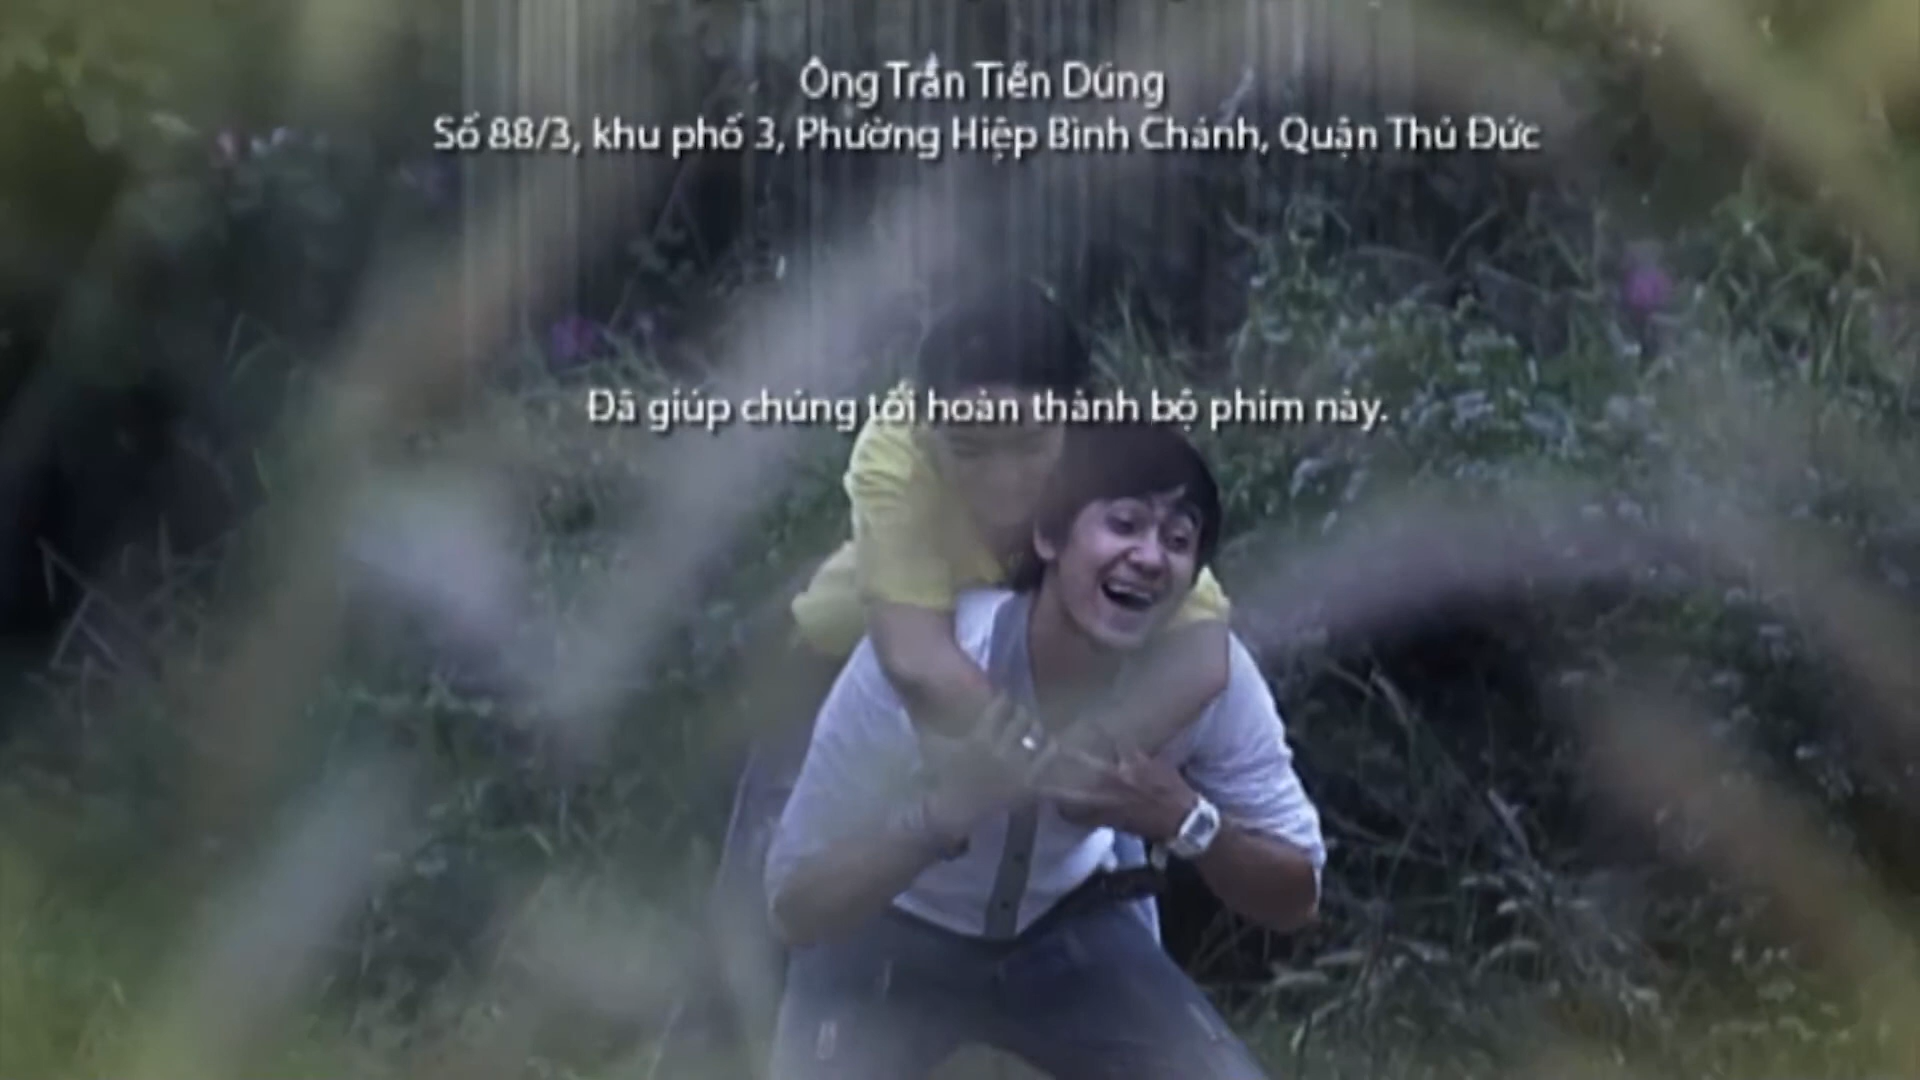 Ông Trần Tiến Dũng
Số 88/3, khu phố 3, Phường Hiệp Bình Chánh, Quận Thủ Đức
Đã giúp chúng tôi hoàn thành bộ phim này.